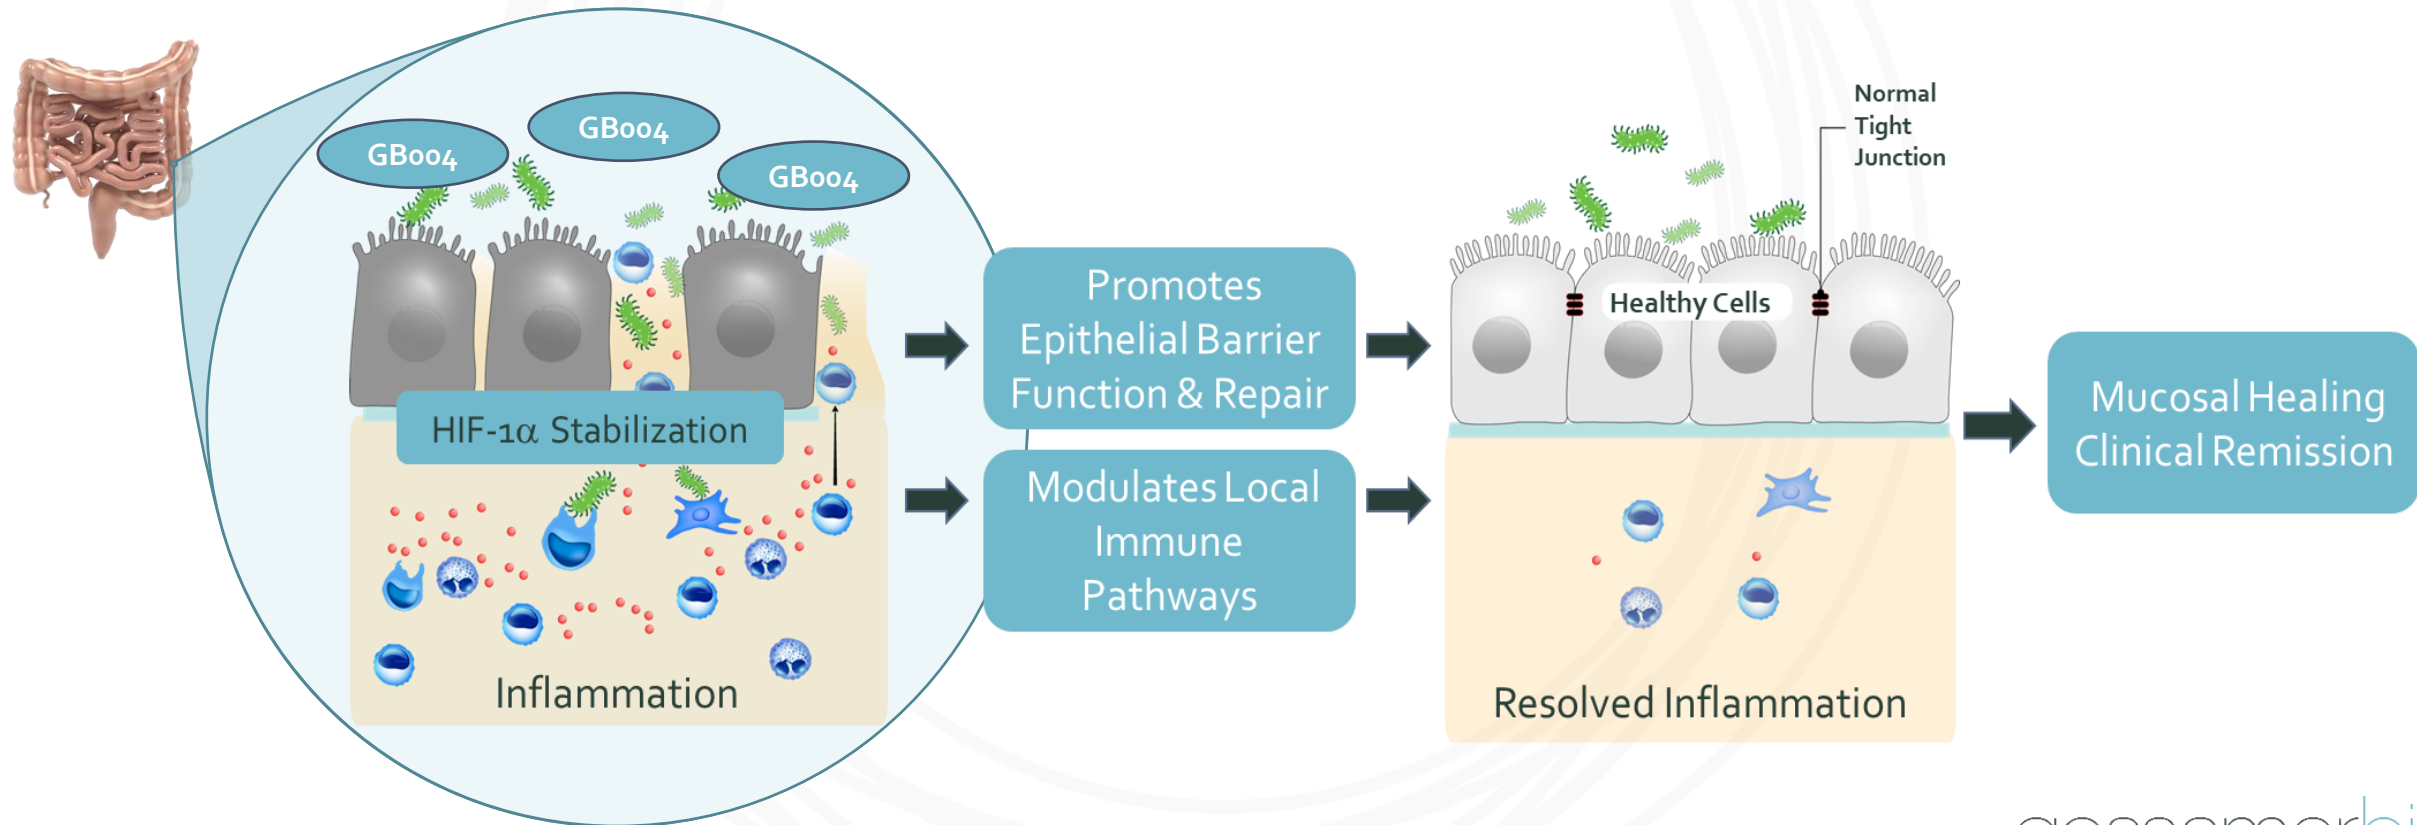 GB004
GB004
GB004
HIF-1α Stabilization
Inflammation
Promotes
Epithelial Barrier
Function & Repair
Modulates Local
Immune
Pathways
Normal
Tight
Junction
Healthy Cells
Resolved Inflammation
Mucosal Healing
Clinical Remission